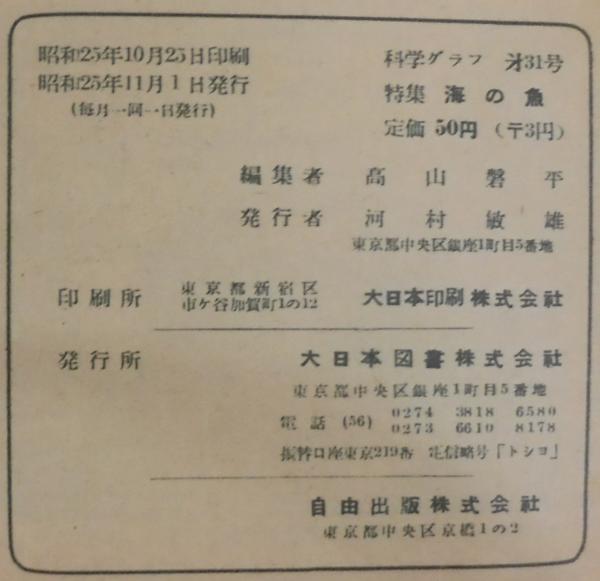 昭和25年10月25日印刷
昭和25年11月1日発行
(毎月一回一日発行)
科学グラフ 才31号
特集 海の魚
定価 50円 (〒3円)
編集者 高山磐平
発行者 河村敏雄
東京都中央区銀座1町目5番地
印刷所 東京都新宿区
市ケ谷加賀町1の12
大日本印刷株式会社
発行所 大日本図書株式会社
東京都中央区銀座1町目5番地
電話 (56) 0274 3818 6580
0273 6610 8178
振替口座東京219番 電信略号「トシヨ」
自由出版株式会社
東京都中央区京橋1の2